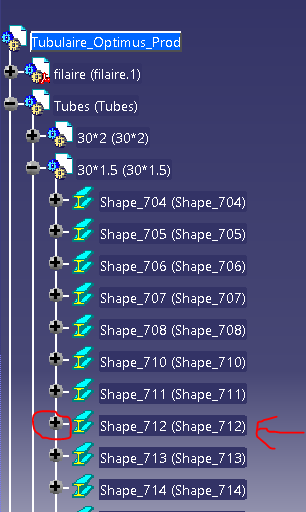 Tubulaire_Optimus_Prod
filaire (filaire.1)
Tubes (Tubes)
30*2 (30*2)
30*1.5 (30*1.5)
Shape_704 (Shape_704)
Shape_705 (Shape_705)
Shape_706 (Shape_706)
Shape_707 (Shape_707)
Shape_708 (Shape_708)
Shape_710 (Shape_710)
Shape_711 (Shape_711)
Shape_712 (Shape_712)
Shape_713 (Shape_713)
Shape_714 (Shape_714)